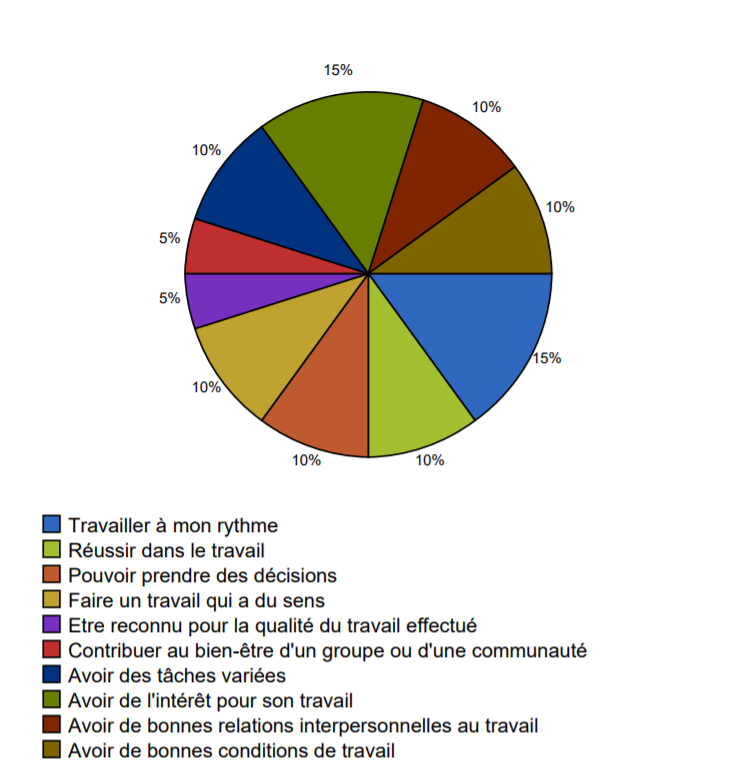 15%
10%
10%
10%
5%
5%
15%
10%
10%
10%
Travailler à mon rythme
Réussir dans le travail
Pouvoir prendre des décisions
Faire un travail qui a du sens
Etre reconnu pour la qualité du travail effectué
Contribuer au bien-être d'un groupe ou d'une communauté
Avoir des tâches variées
Avoir de l'intérêt pour son travail
Avoir de bonnes relations interpersonnelles au travail
Avoir de bonnes conditions de travail